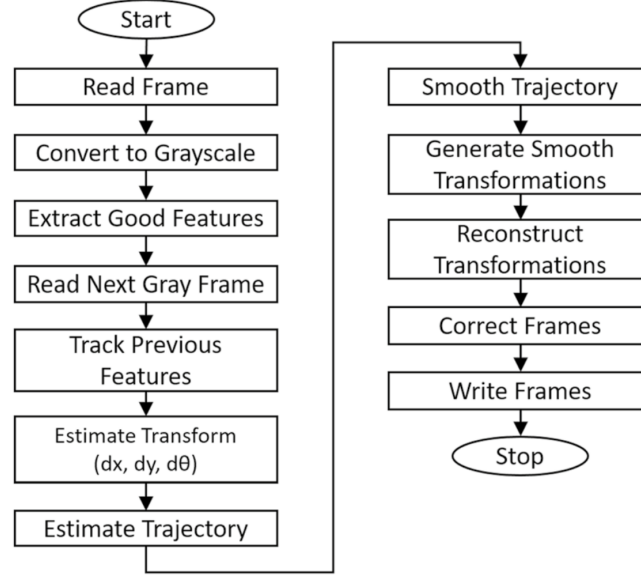 Start
Read Frame
Convert to Grayscale
Extract Good Features
Read Next Gray Frame
Track Previous
Features
Estimate Transform
(dx, dy, dθ)
Estimate Trajectory
Smooth Trajectory
Generate Smooth
Transformations
Reconstruct
Transformations
Correct Frames
Write Frames
Stop